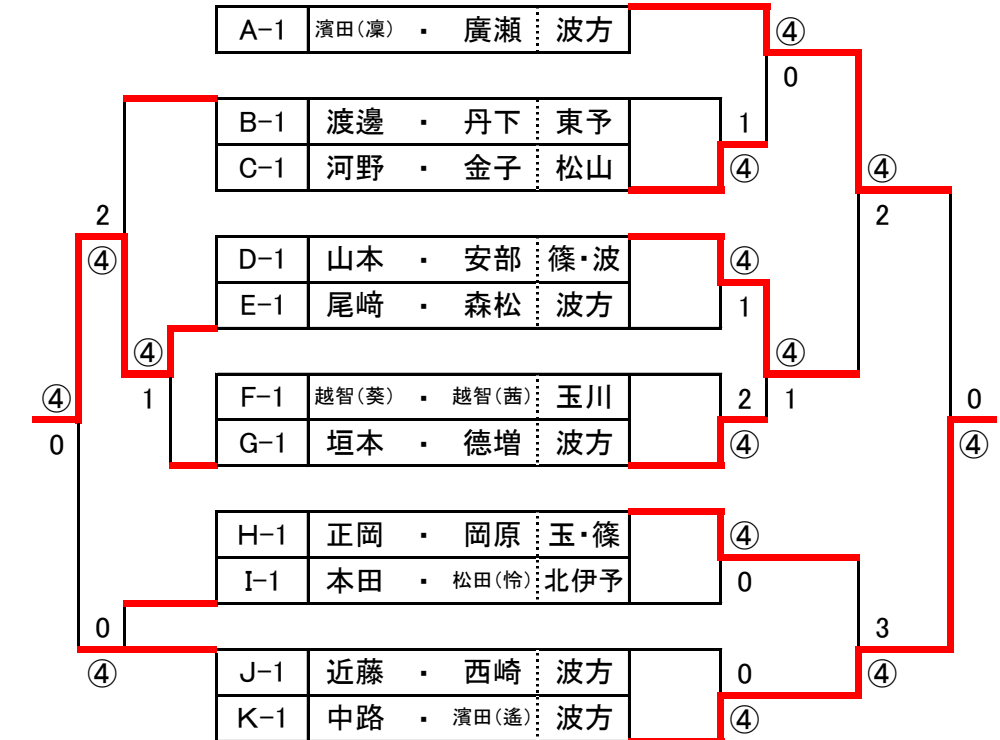 A-1 濱田(凜) ・ 廣瀬 波方
④
0
B-1 渡邊 ・ 丹下 東予
1
C-1 河野 ・ 金子 松山
④
④
2
2
④
D-1 山本 ・ 安部 篠・波
④
E-1 尾﨑 ・ 森松 波方
1
④
1
④
1
F-1 越智(葵) ・ 越智(茜) 玉川
2
G-1 垣本 ・ 德増 波方
④
④
0
0
④
H-1 正岡 ・ 岡原 玉・篠
④
I-1 本田 ・ 松田(怜) 北伊予
0
0
④
3
④
J-1 近藤 ・ 西崎 波方
0
K-1 中路 ・ 濱田(遙) 波方
④